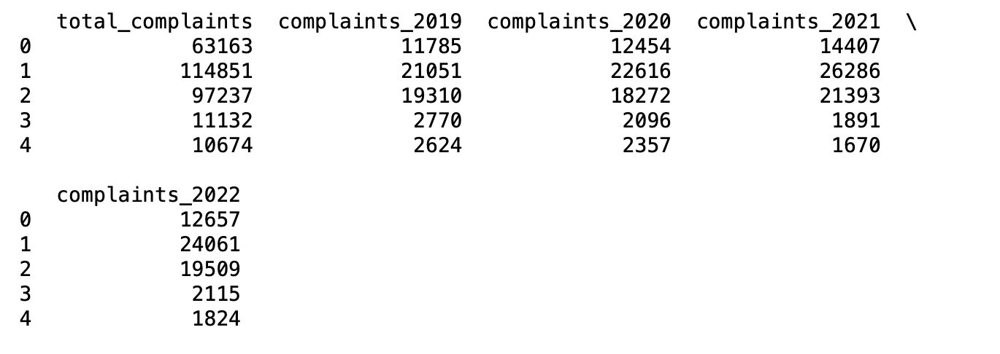 total_complaints complaints_2019 complaints_2020 complaints_2021 \
0 63163 11785 12454 14407
1 114851 21051 22616 26286
2 97237 19310 18272 21393
3 11132 2770 2096 1891
4 10674 2624 2357 1670
complaints_2022
0 12657
1 24061
2 19509
3 2115
4 1824